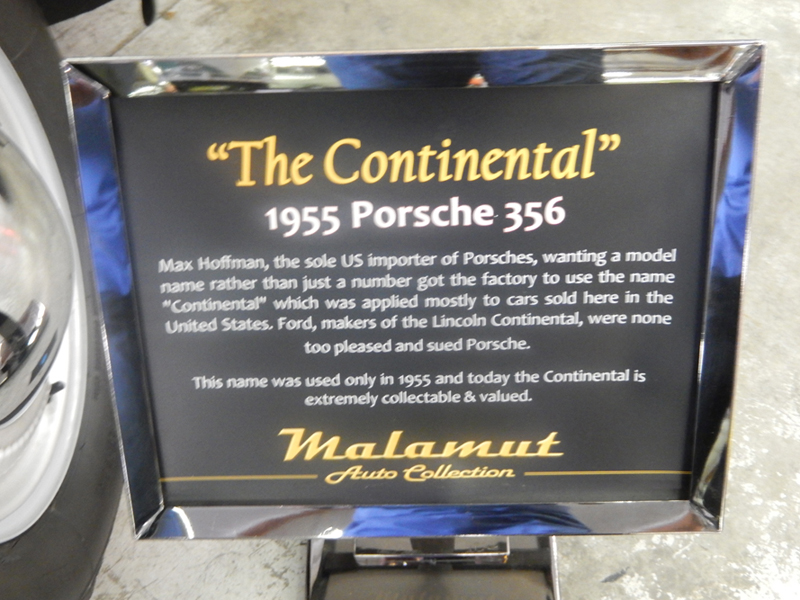 "The Continental"
1955 Porsche 356
Max Hoffman, the sole US importer of Porsches, wanting a model
name rather than just a number got the factory to use the name
"Continental" which was applied mostly to cars sold here in the
United States. Ford, makers of the Lincoln Continental, were none
too pleased and sued Porsche.
This name was used only in 1955 and today the Continental is
extremely collectable & valued.
Malamut
Auto Collection